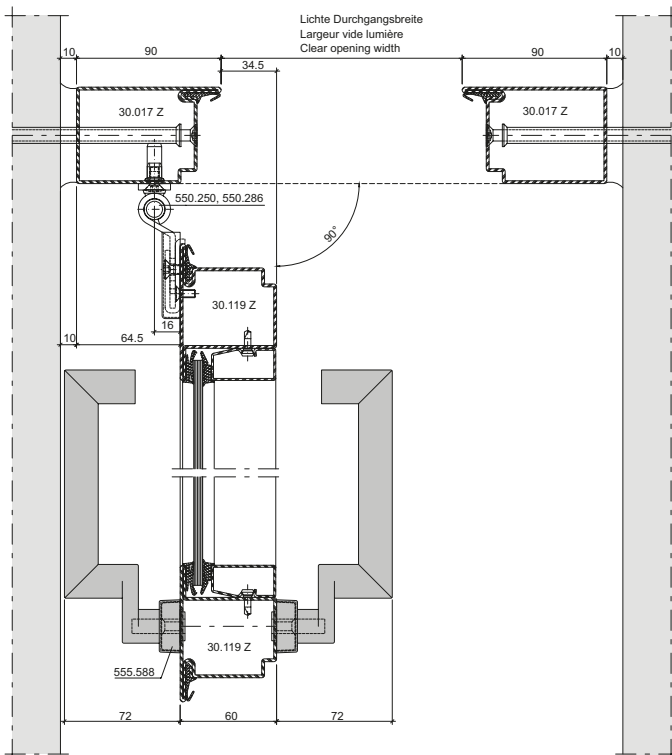 Lichte Durchgangsbreite
Largeur vide lumière
Clear opening width
10 90 90 10
34.5
30.017 Z 30.017 Z
550.250, 550.286
90°
30.119 Z
16
10 64.5
30.119 Z
555.588
72 60 72